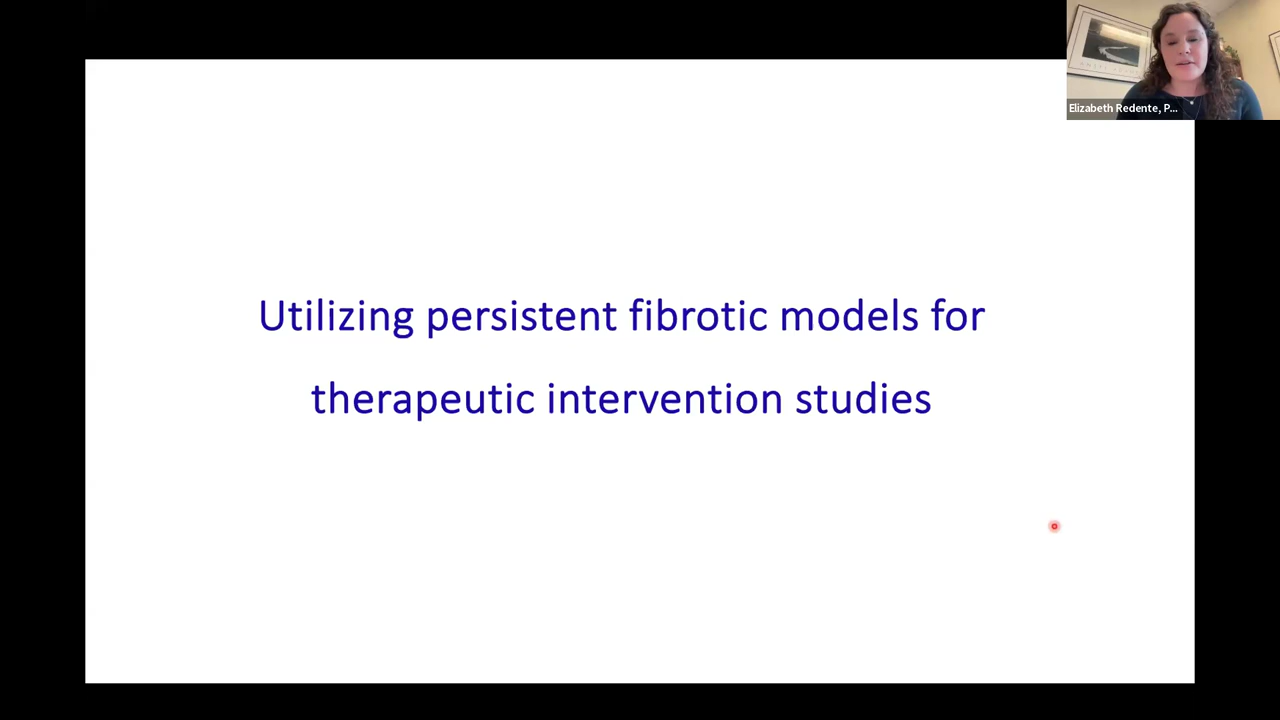 Elizabeth Redente, P...
Utilizing persistent fibrotic models for
therapeutic intervention studies